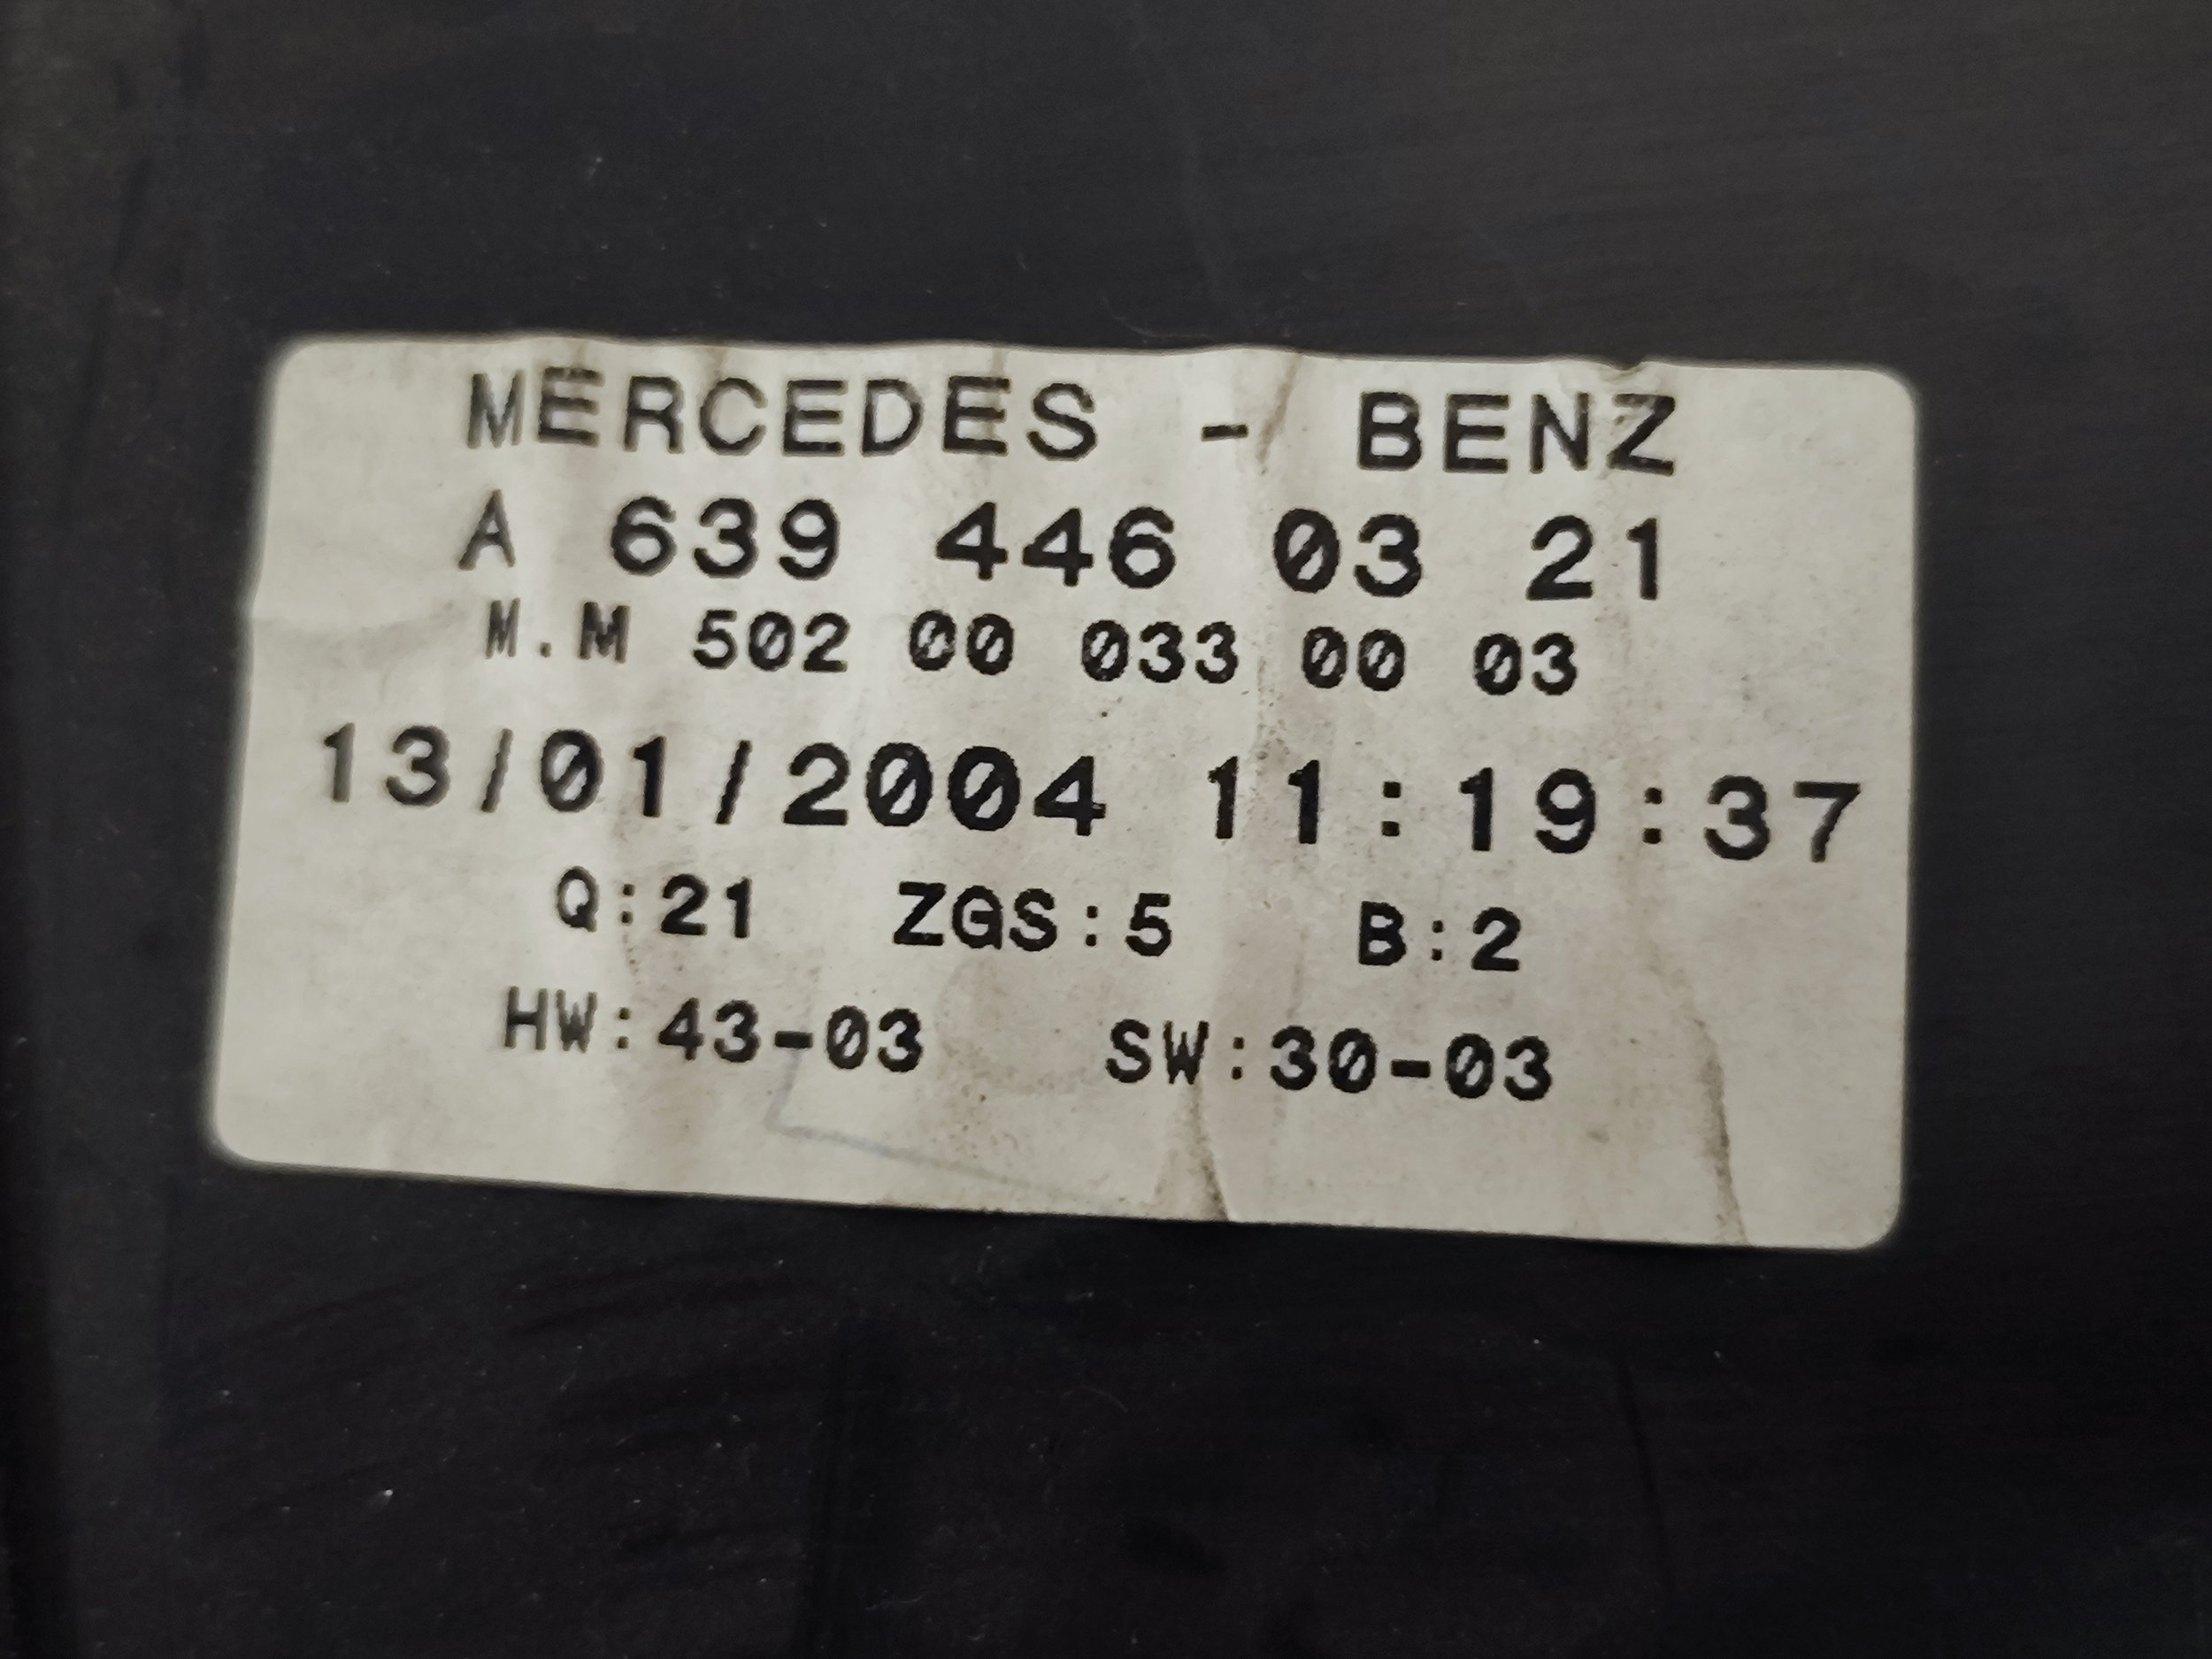 MERCEDES - BENZ
A 639 446 03 21
M.M 502 00 033 00 03
13/01/2004 11:19:37
Q:21 ZGS:5 B:2
HW:43-03 SW:30-03